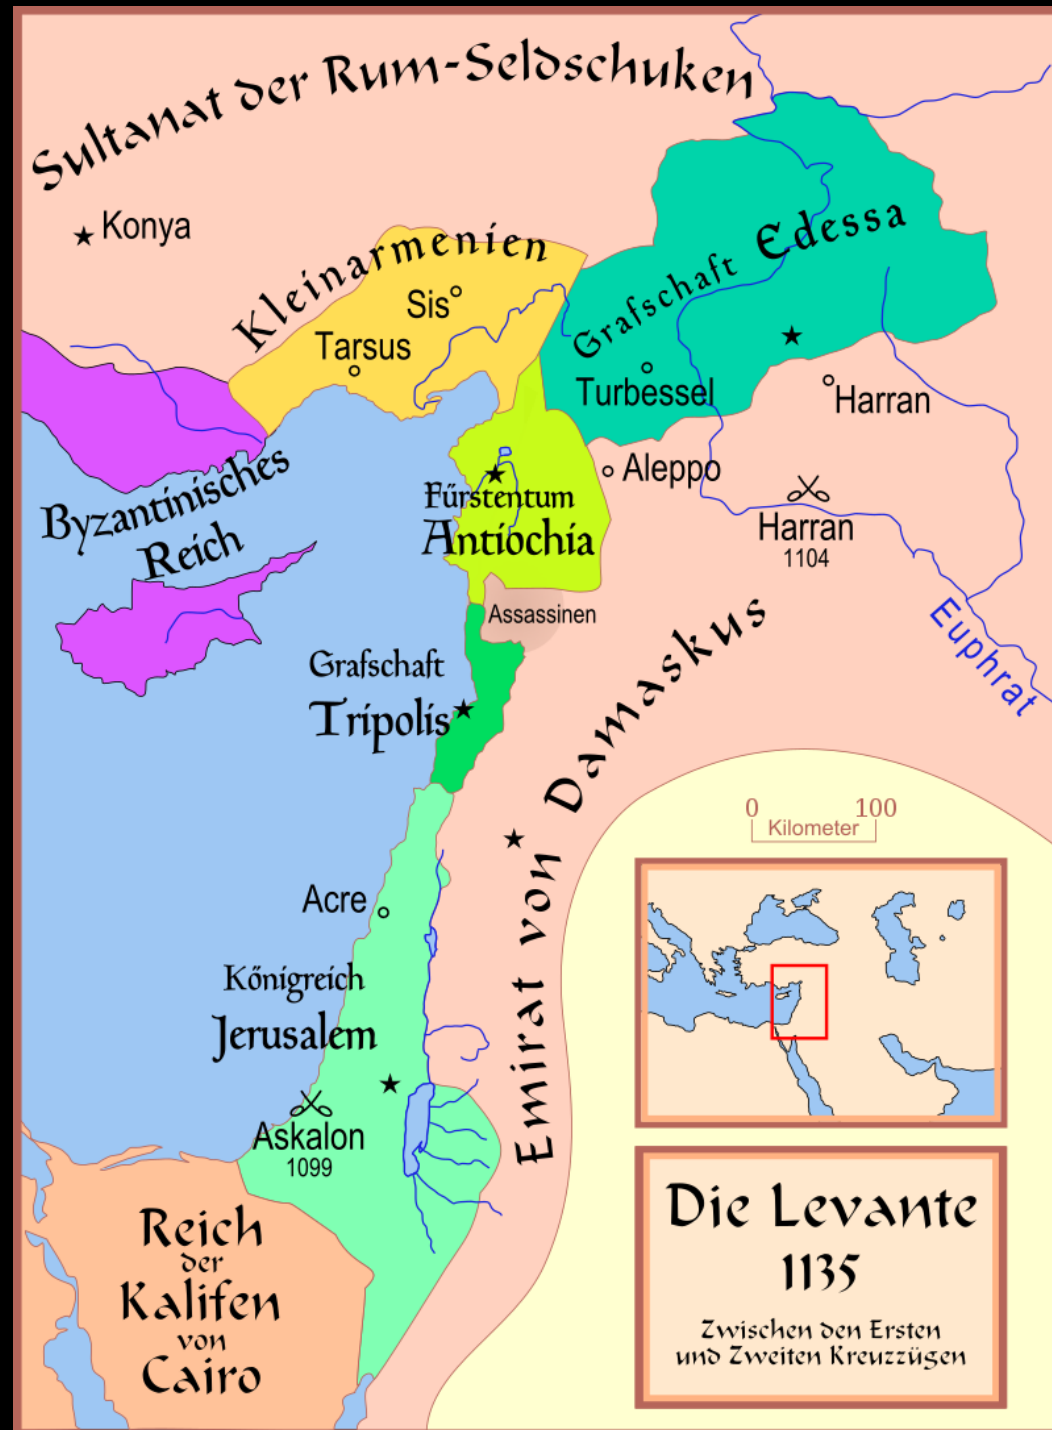 Sultanat der Rum-Seldschuken
Konya
Kleinarmenien
Sis
Tarsus
Grafschaft Edessa
Turbessel
Harran
Aleppo
Harran
1104
Byzantinisches
Reich
Fűrstentum
Antiochia
Assassinen
Euphrat
Grafschaft
Tripolis
Emirat von Damaskus
0 100
Kilometer
Acre
Kőnigreich
Jerusalem
Askalon
1099
Reich
der
Kalifen
von
Cairo
Die Levante
1135
Zwischen den Ersten
und Zweiten Kreuzzügen